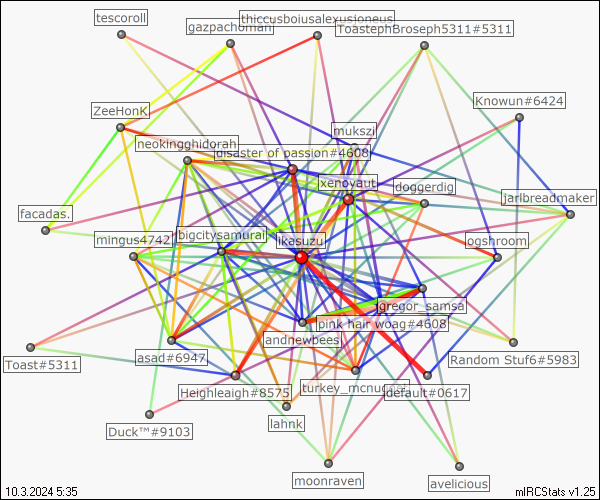 tescoroll
thiccusboiusalexusioneus
gazpachoman
ToastephBroseph5311#5311
ZeeHonK
Knowun#6424
mukszi
neokingghidorah
disaster of passion#4608
xenoyaut
doggerdig
jarlbreadmaker
facadas.
mingus4742
bigcitysamurai
ikasuzu
ogshroom
gregor_samsa
pink hair woag#4608
andnewbees
Toast#5311
asad#6947
Random Stuf6#5983
Heighleaigh#8575
turkey_mcnugget
default#0617
lahnk
Duck™#9103
moonraven
avelicious
10.3.2024 5:35
mIRCStats v1.25